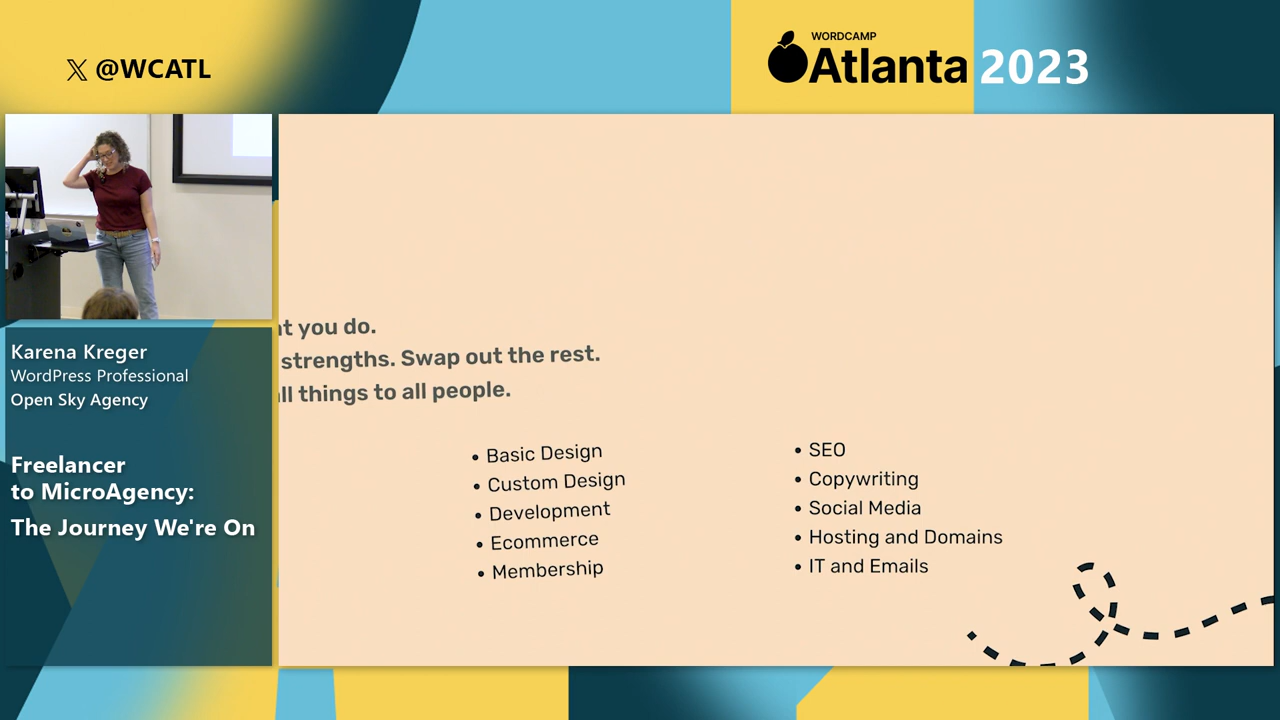 𝕏 @WCATL
WORDCAMP
Atlanta 2023
Karena Kreger
WordPress Professional
Open Sky Agency
Freelancer
to MicroAgency:
The Journey We're On
you do.
strengths. Swap out the rest.
things to all people.
• Basic Design
• Custom Design
• Development
• Ecommerce
• Membership
• SEO
• Copywriting
• Social Media
• Hosting and Domains
• IT and Emails